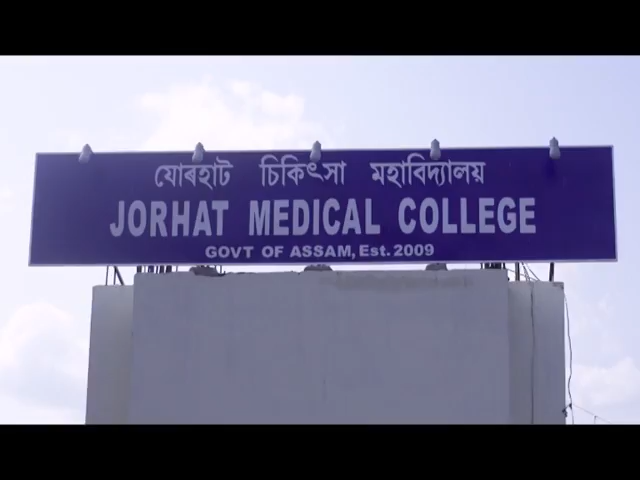 যোৰহাট চিকিৎসা মহাবিদ্যালয়
JORHAT MEDICAL COLLEGE
GOVT OF ASSAM, Est. 2009